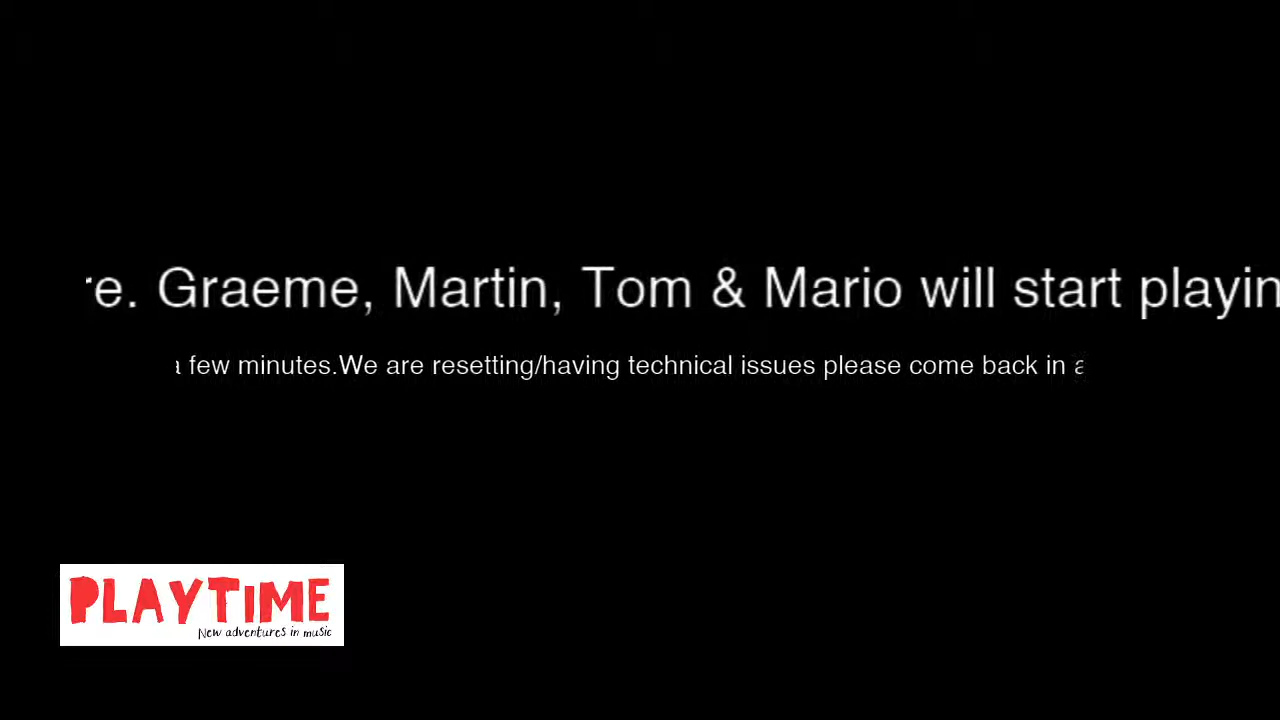 re. Graeme, Martin, Tom & Mario will start playin
few minutes.We are resetting/having technical issues please come back in
PLAYTIME
New adventures in music